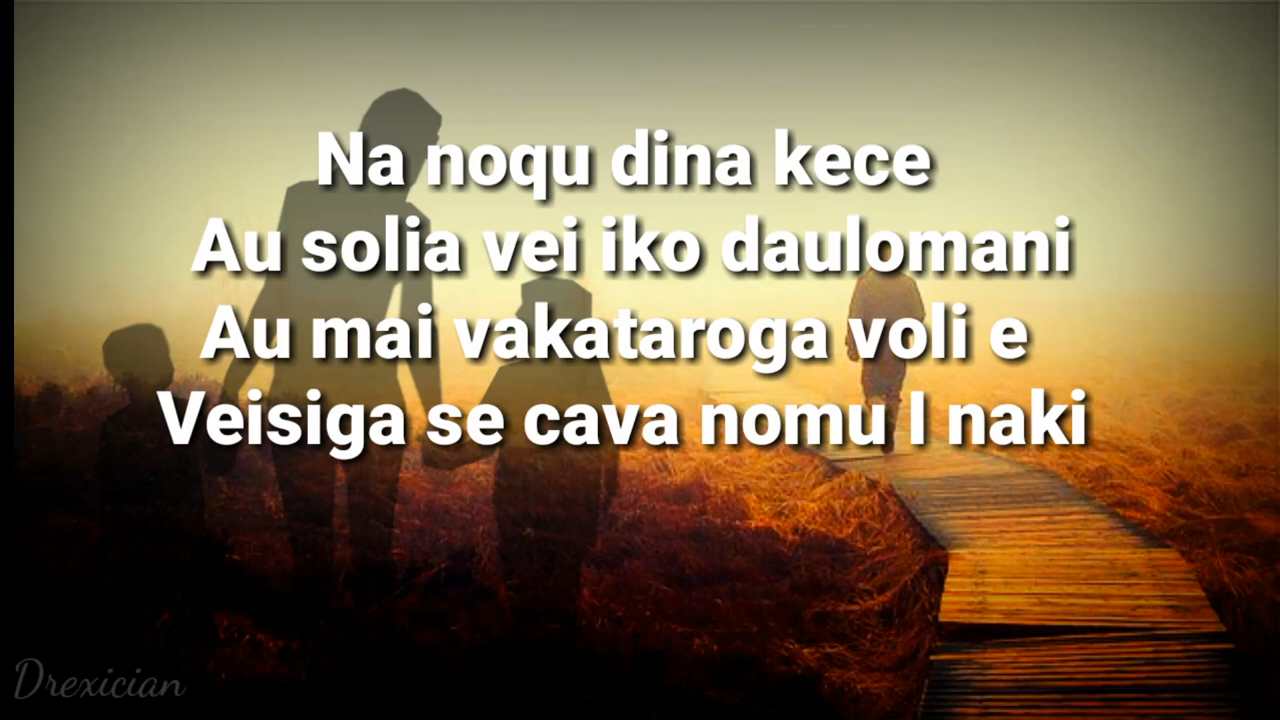 Na noqu dina kece
Au solia vei iko daulomani
Au mai vakataroga voli e
Veisiga se cava nomu I naki
Drexician